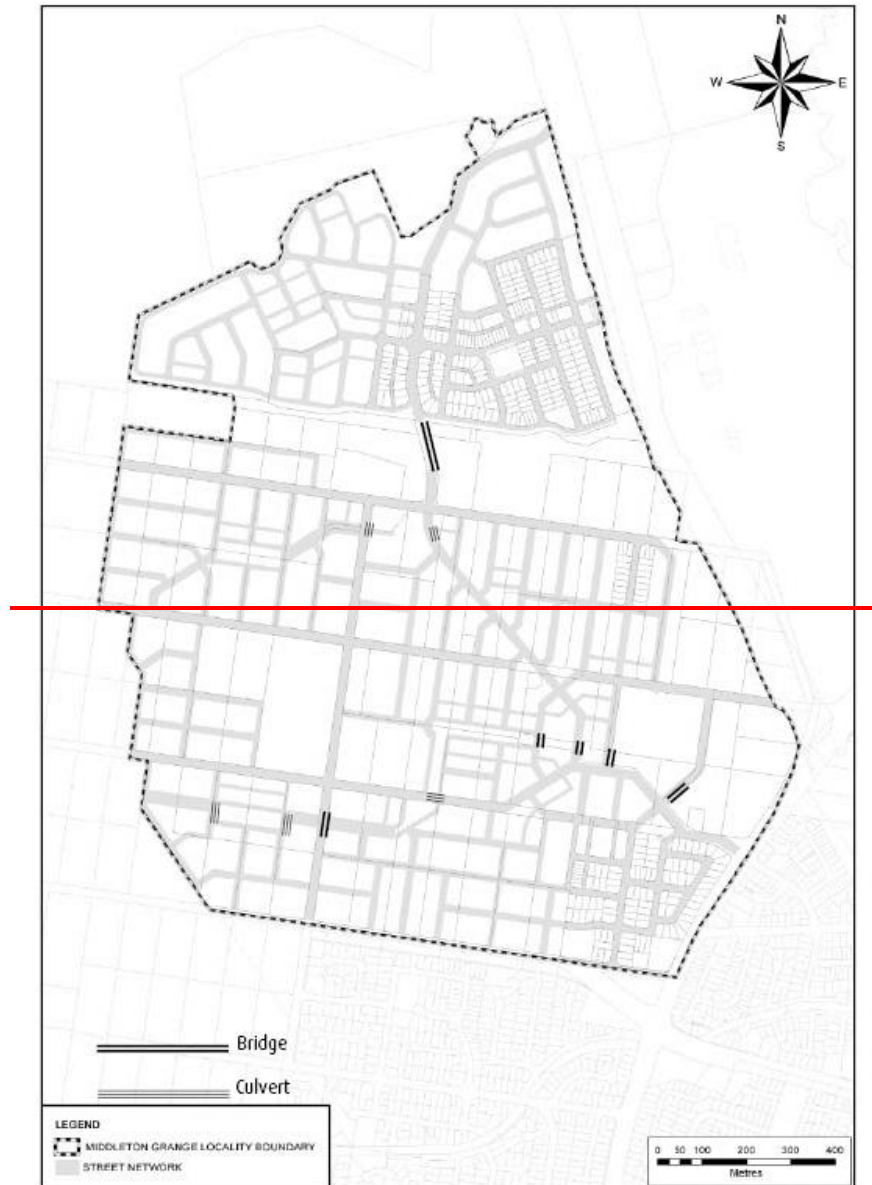 N
W E
S
Bridge
Culvert
LEGEND
MIDDLETON GRANGE LOCALITY BOUNDARY
STREET NETWORK
0 50 100 200 300 400
Metres